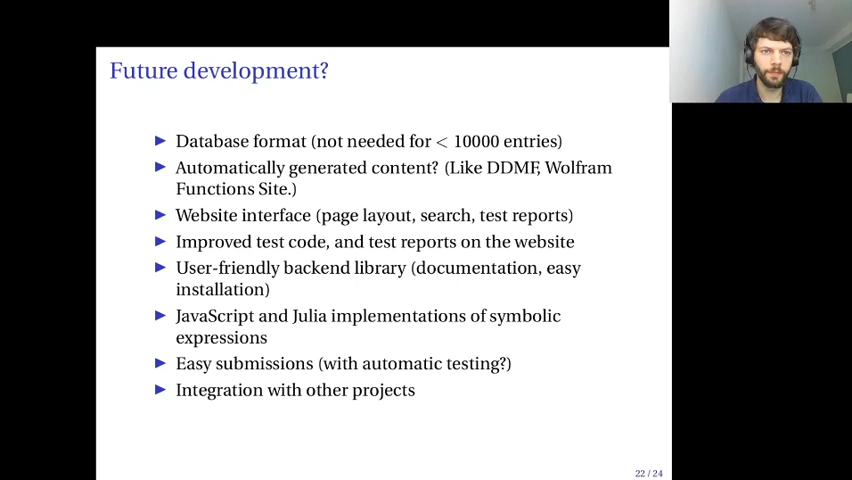 Future development?
▶ Database format (not needed for < 10000 entries)
▶ Automatically generated content? (Like DDMF, Wolfram
Functions Site.)
▶ Website interface (page layout, search, test reports)
▶ Improved test code, and test reports on the website
▶ User-friendly backend library (documentation, easy
installation)
▶ JavaScript and Julia implementations of symbolic
expressions
▶ Easy submissions (with automatic testing?)
▶ Integration with other projects
22 / 24